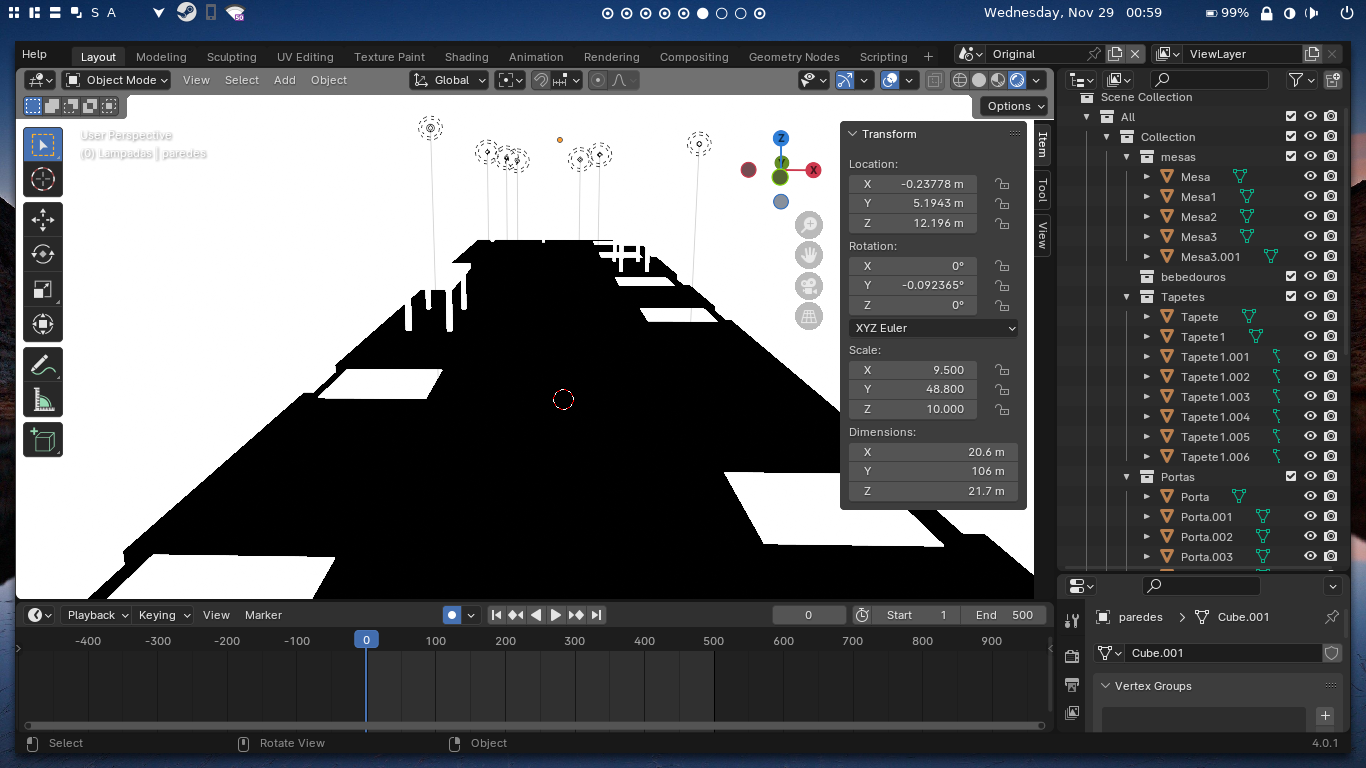 S A
Wednesday, Nov 29 00:59
99%
Help
Layout Modeling Sculpting UV Editing Texture Paint Shading Animation Rendering Compositing Geometry Nodes Scripting +
Original
ViewLayer
Object Mode View Select Add Object
Global
Options
User Perspective
(0) Lampadas | paredes
Z
Y
X
Item
Tool
View
Transform
Location:
X -0.23778 m
Y 5.1943 m
Z 12.196 m
Rotation:
X 0°
Y -0.092365°
Z 0°
XYZ Euler
Scale:
X 9.500
Y 48.800
Z 10.000
Dimensions:
X 20.6 m
Y 106 m
Z 21.7 m
Scene Collection
All
Collection
mesas
Mesa
Mesa1
Mesa2
Mesa3
Mesa3.001
bebedouros
Tapetes
Tapete
Tapete1
Tapete1.001
Tapete1.002
Tapete1.003
Tapete1.004
Tapete1.005
Tapete1.006
Portas
Porta
Porta.001
Porta.002
Porta.003
Playback Keying View Marker
0
Start 1
End 500
-400 -300 -200 -100 0 100 200 300 400 500 600 700 800 900
paredes
Cube.001
Cube.001
Vertex Groups
Select
Rotate View
Object
4.0.1